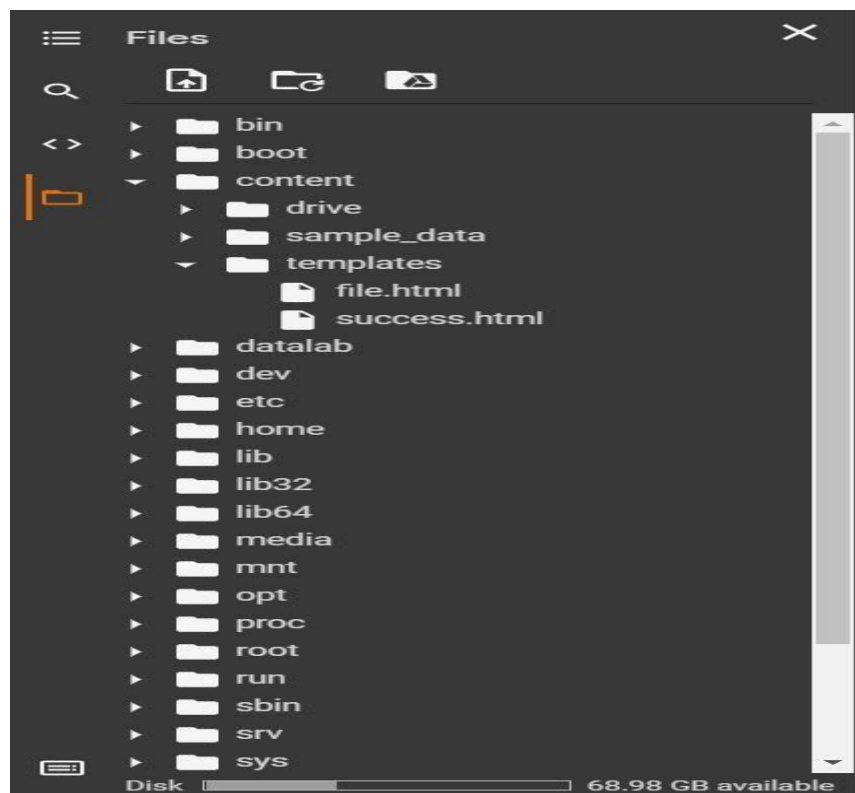 Files
bin
boot
content
drive
sample_data
templates
file.html
success.html
datalab
dev
etc
home
lib
lib32
lib64
media
mnt
opt
proc
root
run
sbin
srv
sys
Disk 68.98 GB available